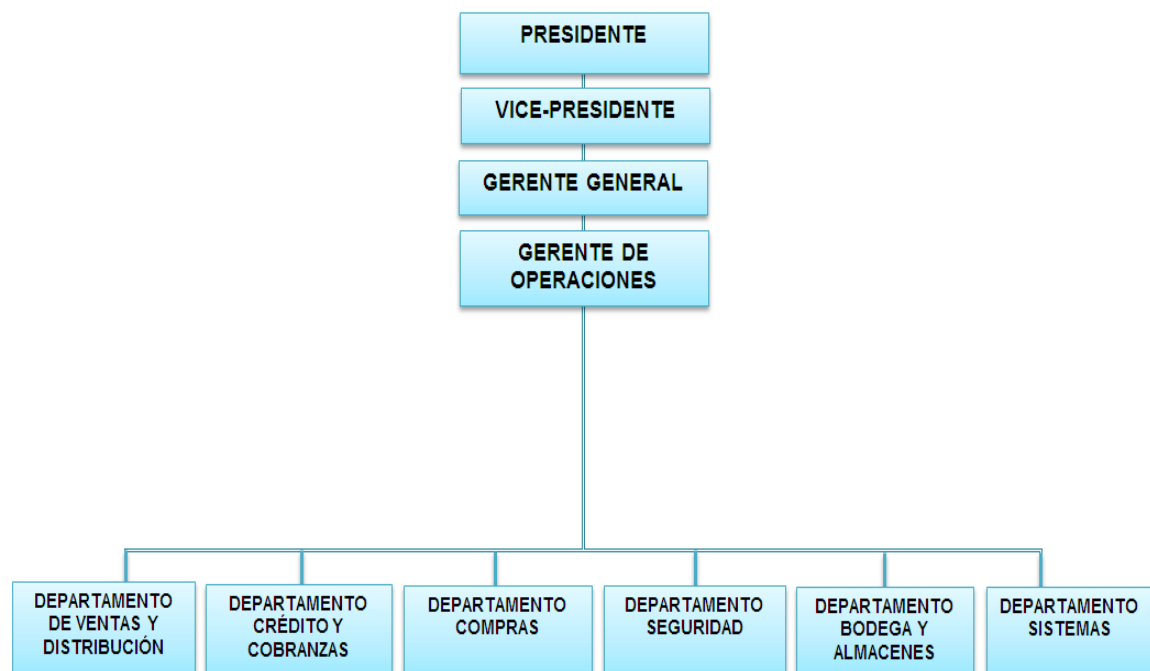 PRESIDENTE
VICE-PRESIDENTE
GERENTE GENERAL
GERENTE DE
OPERACIONES
DEPARTAMENTO
DE VENTAS Y
DISTRIBUCIÓN
DEPARTAMENTO
CRÉDITO Y
COBRANZAS
DEPARTAMENTO
COMPRAS
DEPARTAMENTO
SEGURIDAD
DEPARTAMENTO
BODEGA Y
ALMACENES
DEPARTAMENTO
SISTEMAS